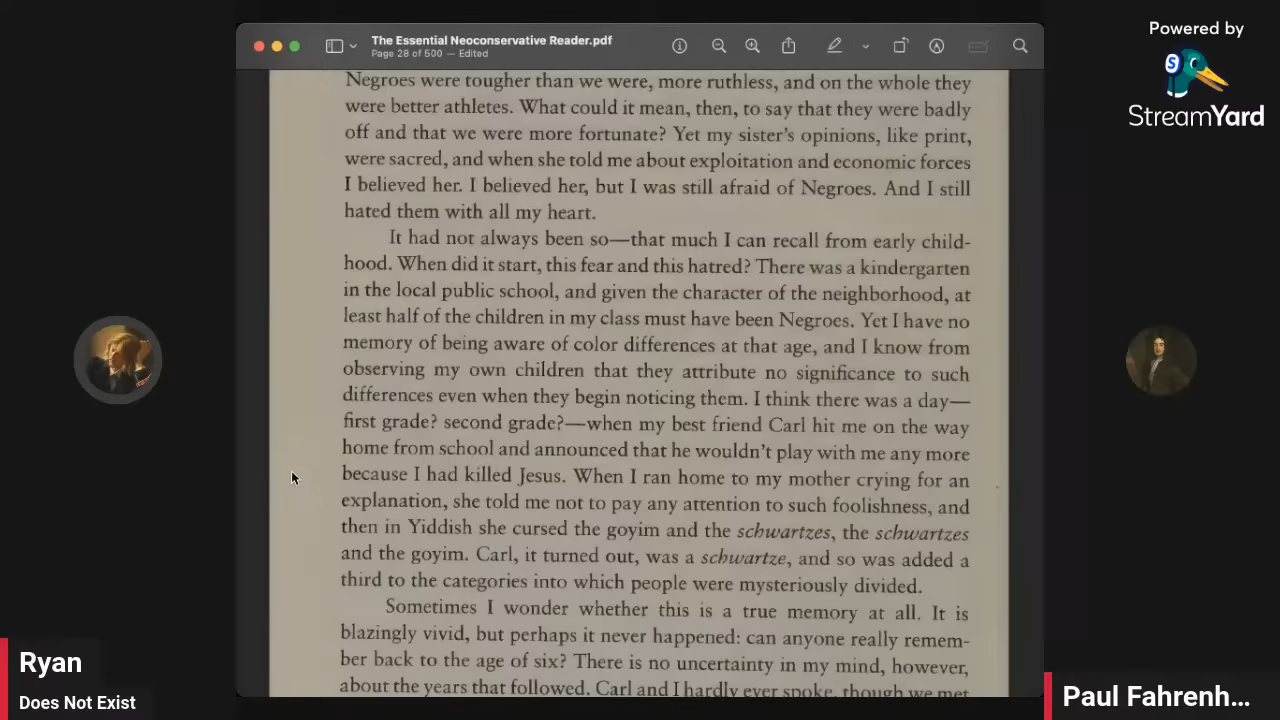 Powered by
StreamYard
The Essential Neoconservative Reader.pdf
Page 28 of 500 — Edited
Negroes were tougher than we were, more ruthless, and on the whole they
were better athletes. What could it mean, then, to say that they were badly
off and that we were more fortunate? Yet my sister's opinions, like print,
were sacred, and when she told me about exploitation and economic forces
I believed her. I believed her, but I was still afraid of Negroes. And I still
hated them with all my heart.
It had not always been so—that much I can recall from early child-
hood. When did it start, this fear and this hatred? There was a kindergarten
in the local public school, and given the character of the neighborhood, at
least half of the children in my class must have been Negroes. Yet I have no
memory of being aware of color differences at that age, and I know from
observing my own children that they attribute no significance to such
differences even when they begin noticing them. I think there was a day—
first grade? second grade?—when my best friend Carl hit me on the way
home from school and announced that he wouldn't play with me any more
because I had killed Jesus. When I ran home to my mother crying for an
explanation, she told me not to pay any attention to such foolishness, and
then in Yiddish she cursed the goyim and the schwartzes, the schwartzes
and the goyim. Carl, it turned out, was a schwartze, and so was added a
third to the categories into which people were mysteriously divided.
Sometimes I wonder whether this is a true memory at all. It is
blazingly vivid, but perhaps it never happened: can anyone really remem-
ber back to the age of six? There is no uncertainty in my mind, however,
about the years that followed. Carl and I hardly ever spoke, though we met
Ryan
Does Not Exist
Paul Fahrenh...